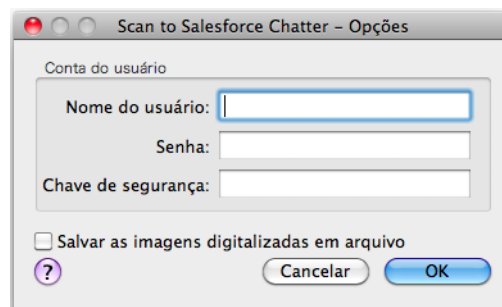 Scan to Salesforce Chatter – Opções
Conta do usuário
Nome do usuário:
Senha:
Chave de segurança:
Salvar as imagens digitalizadas em arquivo
? Cancelar OK